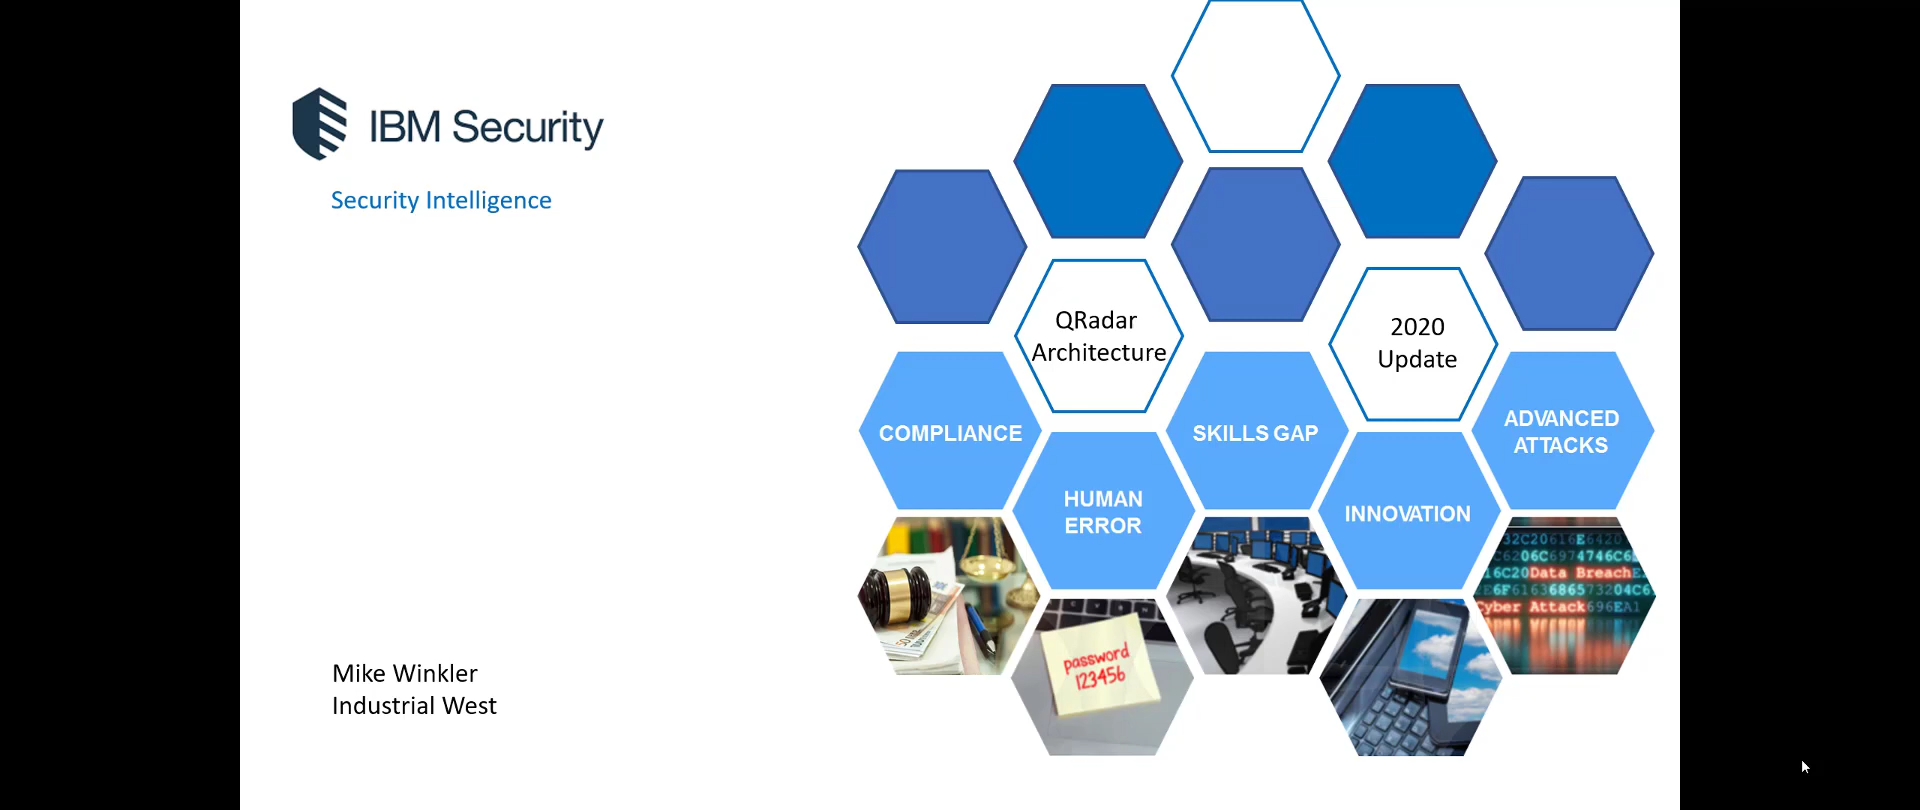 IBM Security
Security Intelligence
QRadar
Architecture
2020
Update
COMPLIANCE
SKILLS GAP
ADVANCED
ATTACKS
HUMAN
ERROR
INNOVATION
Data Breach
Cyber Attack
password
123456
Mike Winkler
Industrial West